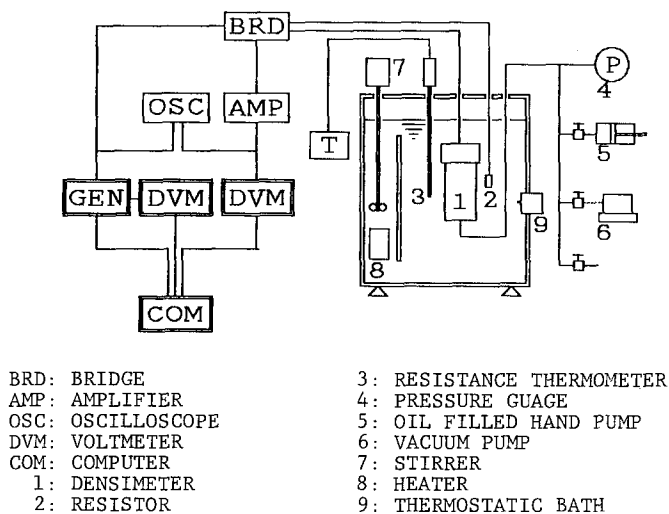 BRD
7
P
4
OSC
AMP
T
5
3
1
2
GEN
DVM
DVM
9
6
8
COM
BRD: BRIDGE
AMP: AMPLIFIER
OSC: OSCILLOSCOPE
DVM: VOLTMETER
COM: COMPUTER
1: DENSIMETER
2: RESISTOR
3: RESISTANCE THERMOMETER
4: PRESSURE GUAGE
5: OIL FILLED HAND PUMP
6: VACUUM PUMP
7: STIRRER
8: HEATER
9: THERMOSTATIC BATH